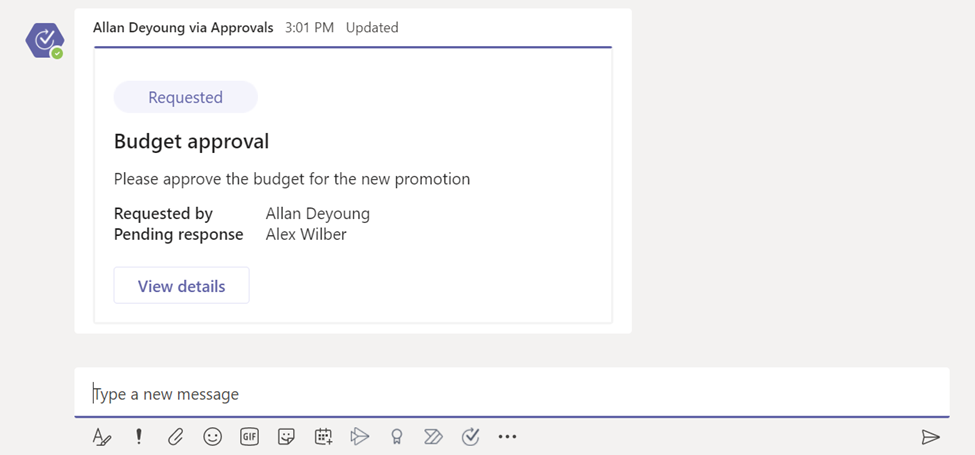 Allan Deyoung via Approvals 3:01 PM Updated
Requested
Budget approval
Please approve the budget for the new promotion
Requested by Allan Deyoung
Pending response Alex Wilber
View details
Type a new message
GIF